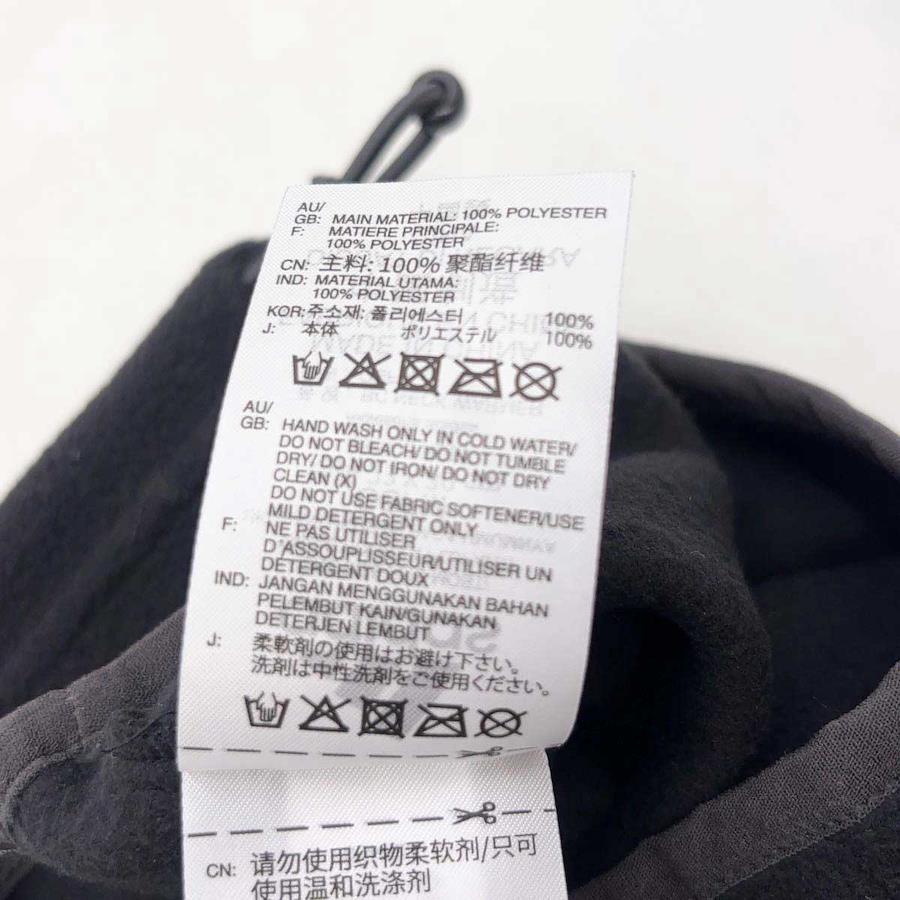 AU/
GB: MAIN MATERIAL: 100% POLYESTER
F: MATIERE PRINCIPALE:
100% POLYESTER
CN: 主料: 100% 聚酯纤维
IND: MATERIAL UTAMA:
100% POLYESTER
KOR: 주소재: 폴리에스터 100%
J: 本体 ポリエステル 100%
AU/
GB: HAND WASH ONLY IN COLD WATER/
DO NOT BLEACH/ DO NOT TUMBLE
DRY/ DO NOT IRON/ DO NOT DRY
CLEAN (X)
DO NOT USE FABRIC SOFTENER/USE
MILD DETERGENT ONLY.
F: NE PAS UTILISER
D'ASSOUPLISSEUR/UTILISER UN
DETERGENT DOUX
IND: JANGAN MENGGUNAKAN BAHAN
PELEMBUT KAIN/GUNAKAN
DETERJEN LEMBUT
J: 柔軟剤の使用はお避け下さい。
洗剤は中性洗剤をご使用ください。
CN: 请勿使用织物柔软剂/只可
使用温和洗涤剂